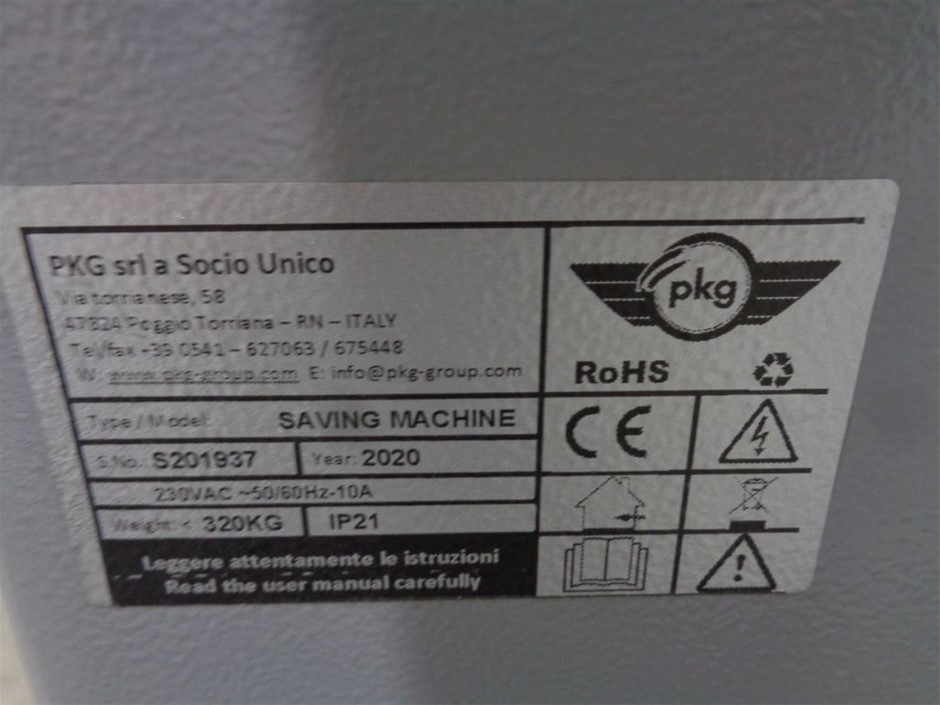 PKG srl a Socio Unico
Via torrianese, 58
47824 Poggio Torriana – RN – ITALY
Tel/fax +39 0541 – 627063 / 675448
W: www.pkg-group.com E: info@pkg-group.com
pkg
RoHS
Type / Model: SAVING MACHINE
CE
S.No.: S201937 Year: 2020
230VAC ~50/60Hz-10A
Weight: < 320KG IP21
Leggere attentamente le istruzioni
Read the user manual carefully